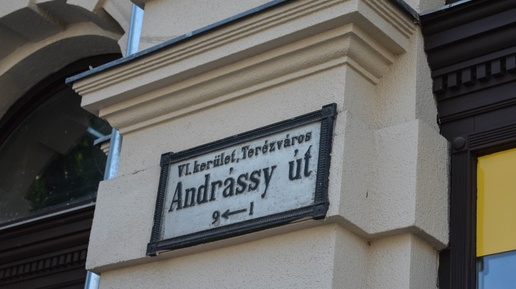 VI. kerület, Terézváros
Andrássy út
9←1